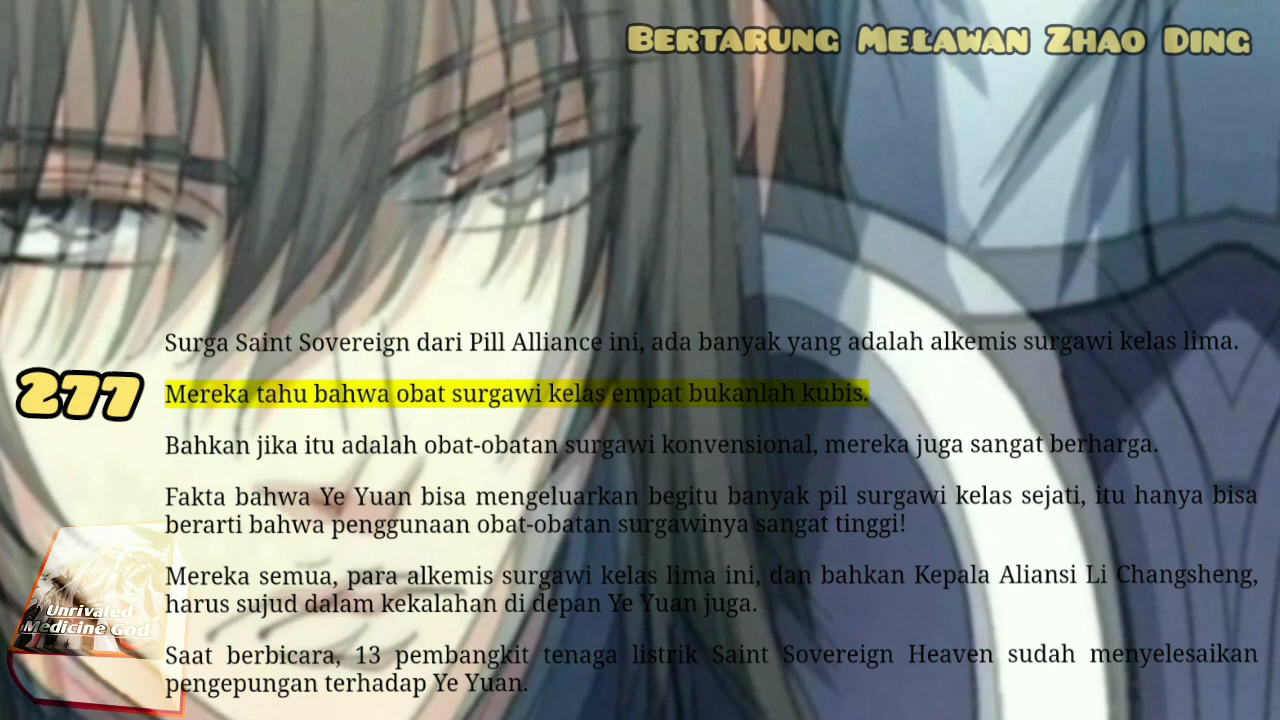 Bertarung Melawan Zhao Ding
Surga Saint Sovereign dari Pill Alliance ini, ada banyak yang adalah alkemis surgawi kelas lima.
277
Mereka tahu bahwa obat surgawi kelas empat bukanlah kubis.
Bahkan jika itu adalah obat-obatan surgawi konvensional, mereka juga sangat berharga.
Fakta bahwa Ye Yuan bisa mengeluarkan begitu banyak pil surgawi kelas sejati, itu hanya bisa
berarti bahwa penggunaan obat-obatan surgawinya sangat tinggi!
Mereka semua, para alkemis surgawi kelas lima ini, dan bahkan Kepala Aliansi Li Changsheng,
harus sujud dalam kekalahan di depan Ye Yuan juga.
Unrivaled
Medicine God
Saat berbicara, 13 pembangkit tenaga listrik Saint Sovereign Heaven sudah menyelesaikan
pengepungan terhadap Ye Yuan.